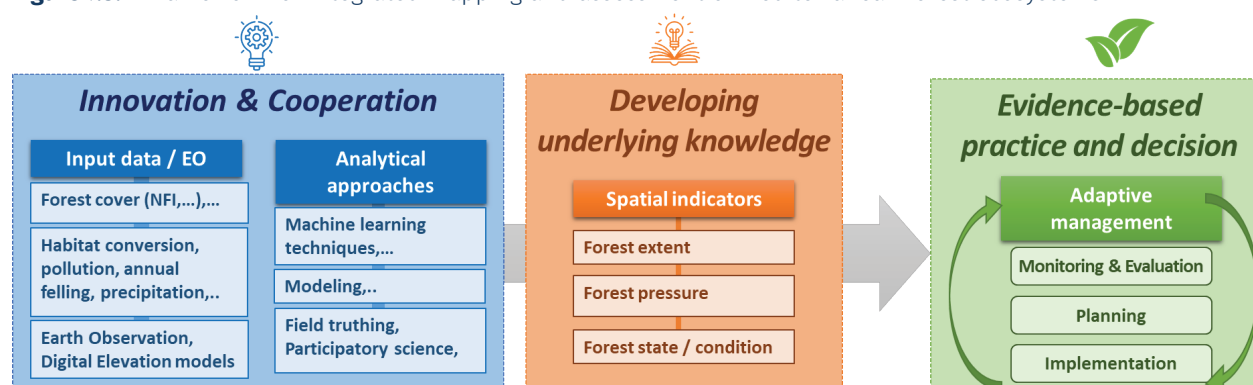 Innovation & Cooperation
Input data / EO
Forest cover (NFI,...),...
Habitat conversion,
pollution, annual
felling, precipitation,..
Earth Observation,
Digital Elevation models
Analytical
approaches
Machine learning
techniques,...
Modeling,..
Field truthing,
Participatory science,
Developing
underlying knowledge
Spatial indicators
Forest extent
Forest pressure
Forest state / condition
Evidence-based
practice and decision
Adaptive
management
Monitoring & Evaluation
Planning
Implementation